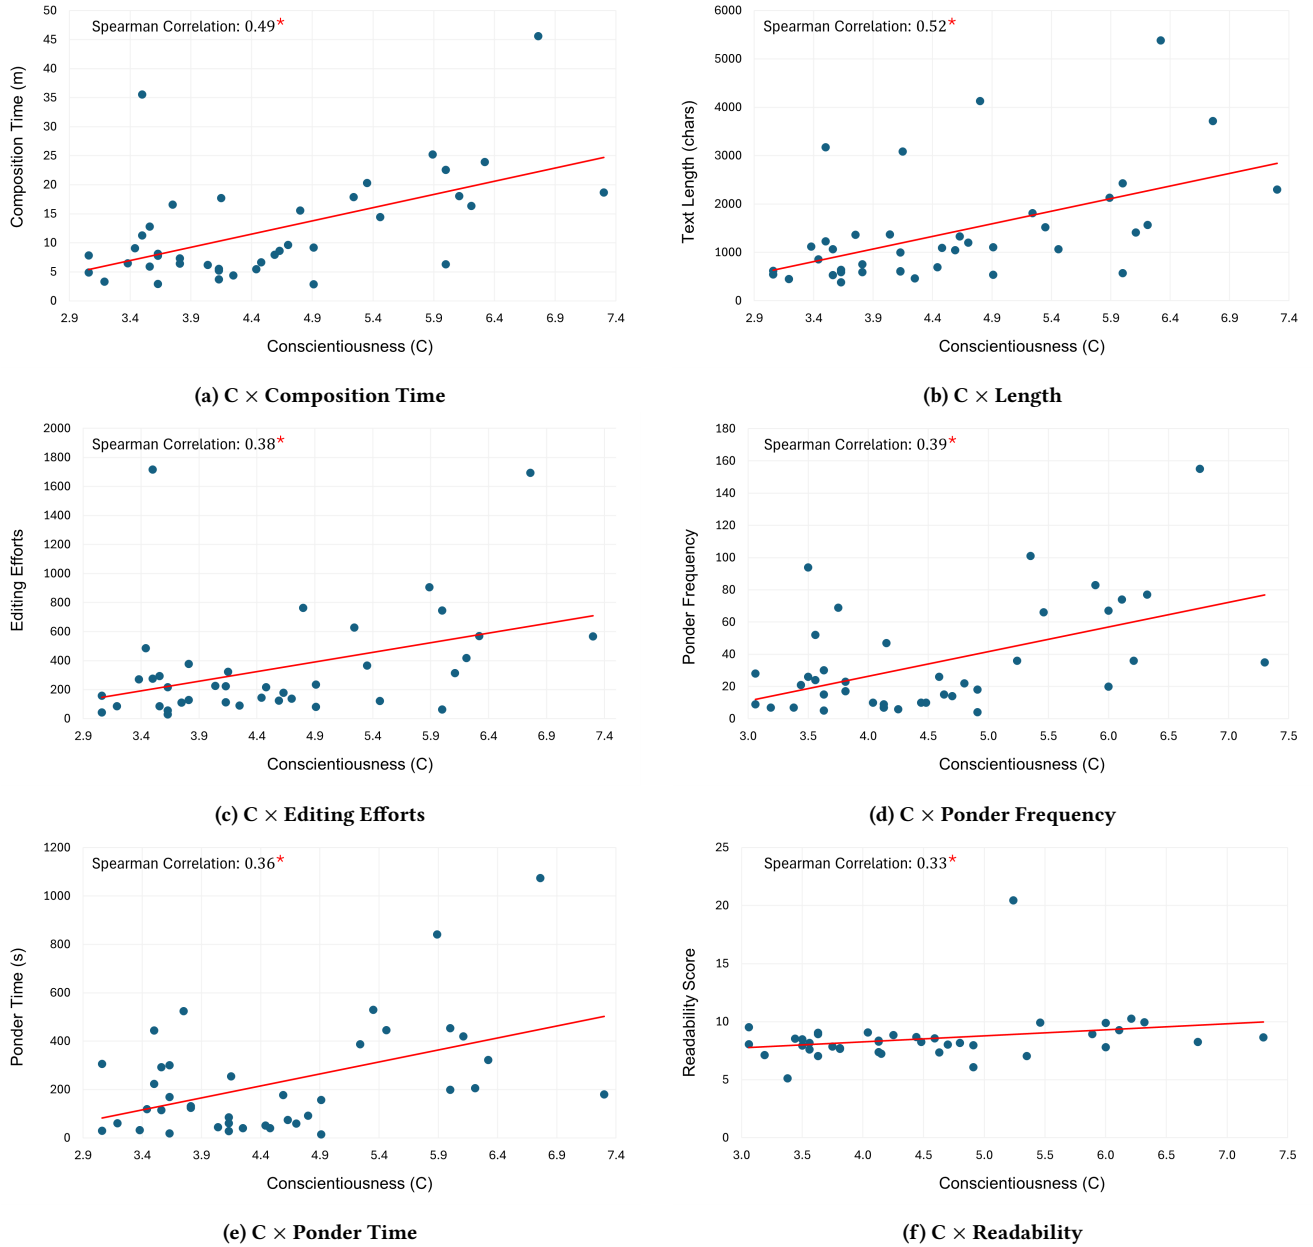 Spearman Correlation: 0.49*
50
45
40
35
30
25
20
15
10
5
0
Composition Time (m)
2.9 3.4 3.9 4.4 4.9 5.4 5.9 6.4 6.9 7.4
Conscientiousness (C)
(a) C × Composition Time
Spearman Correlation: 0.52*
6000
5000
4000
3000
2000
1000
0
Text Length (chars)
2.9 3.4 3.9 4.4 4.9 5.4 5.9 6.4 6.9 7.4
Conscientiousness (C)
(b) C × Length
Spearman Correlation: 0.38*
2000
1800
1600
1400
1200
1000
800
600
400
200
0
Editing Efforts
2.9 3.4 3.9 4.4 4.9 5.4 5.9 6.4 6.9 7.4
Conscientiousness (C)
(c) C × Editing Efforts
Spearman Correlation: 0.39*
180
160
140
120
100
80
60
40
20
0
Ponder Frequency
3.0 3.5 4.0 4.5 5.0 5.5 6.0 6.5 7.0 7.5
Conscientiousness (C)
(d) C × Ponder Frequency
Spearman Correlation: 0.36*
1200
1000
800
600
400
200
0
Ponder Time (s)
2.9 3.4 3.9 4.4 4.9 5.4 5.9 6.4 6.9 7.4
Conscientiousness (C)
(e) C × Ponder Time
Spearman Correlation: 0.33*
25
20
15
10
5
0
Readability Score
3.0 3.5 4.0 4.5 5.0 5.5 6.0 6.5 7.0 7.5
Conscientiousness (C)
(f) C × Readability